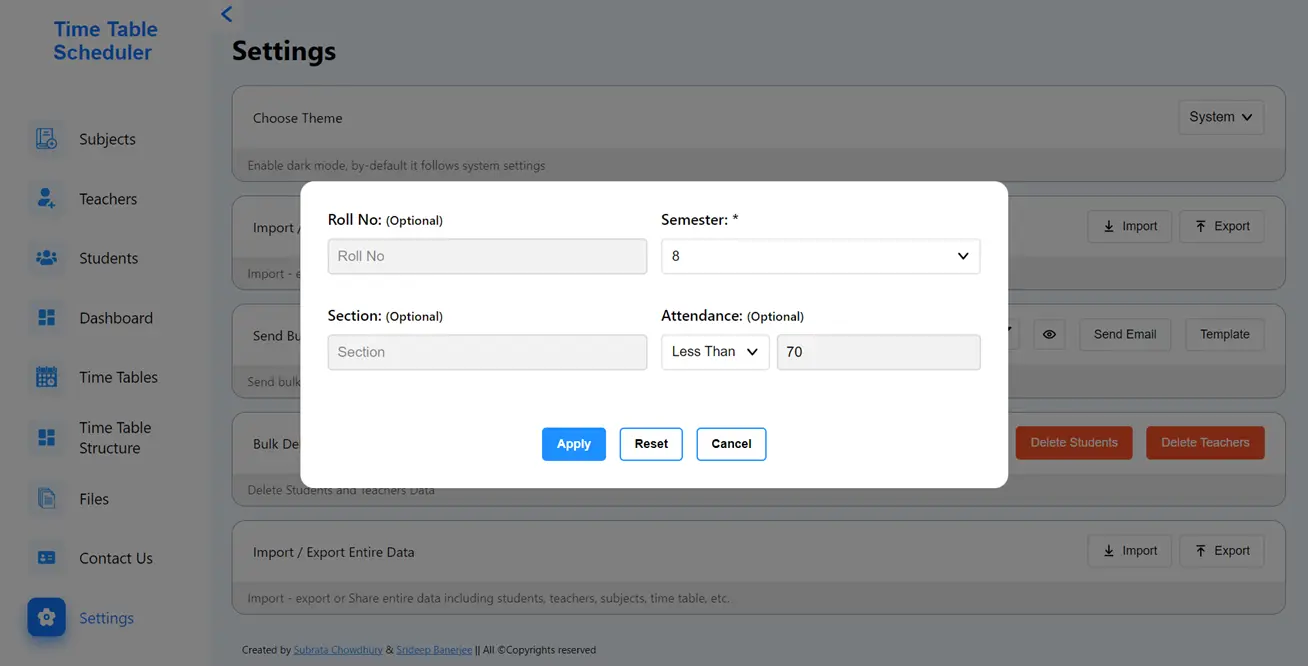 Time Table
Scheduler
Subjects
Teachers
Students
Dashboard
Time Tables
Time Table
Structure
Files
Contact Us
Settings
Settings
Choose Theme
System
Enable dark mode, by-default it follows system settings
Import /
Import
Export
Import - e
Send Bu
Send Email
Template
Send bulk
Bulk De
Delete Students
Delete Teachers
Delete Students and Teachers Data
Import / Export Entire Data
Import
Export
Import - export or Share entire data including students, teachers, subjects, time table, etc.
Created by Subrata Chowdhury & Srideep Banerjee || All ©Copyrights reserved
Roll No: (Optional)
Roll No
Semester: *
8
Section: (Optional)
Section
Attendance: (Optional)
Less Than
70
Apply
Reset
Cancel